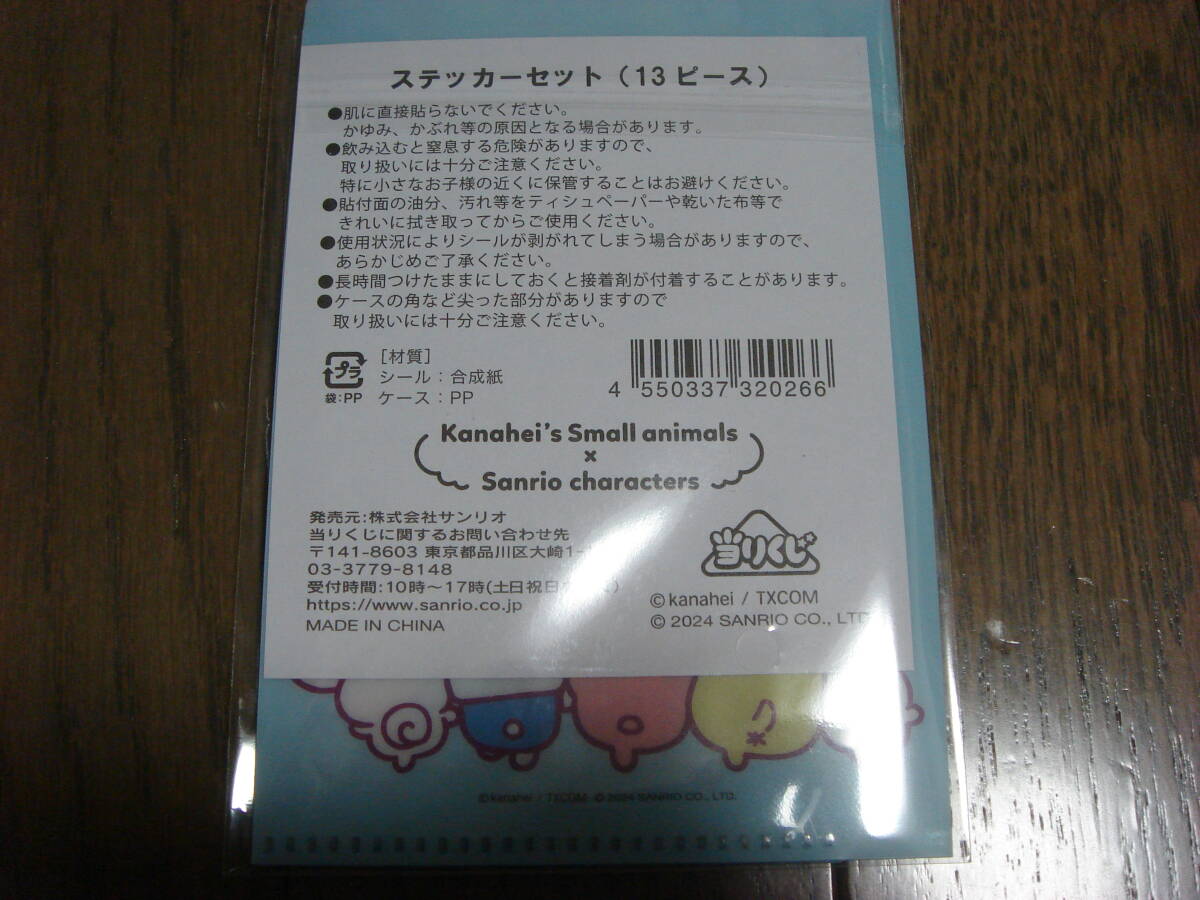 ステッカーセット（13ピース）
●肌に直接貼らないでください。
かゆみ、かぶれ等の原因となる場合があります。
●飲み込むと窒息する危険がありますので、
取り扱いには十分ご注意ください。
特に小さなお子様の近くに保管することはお避けください。
●貼付面の油分、汚れ等をティシュペーパーや乾いた布等で
きれいに拭き取ってからご使用ください。
●使用状況によりシールが剥がれてしまう場合がありますので、
あらかじめご了承ください。
●長時間つけたままにしておくと接着剤が付着することがあります。
●ケースの角など尖った部分がありますので
取り扱いには十分ご注意ください。
プラ
袋:PP
［材質］
シール：合成紙
ケース：PP
4 550337 320266
Kanahei's Small animals
×
Sanrio characters
発売元:株式会社サンリオ
当りくじに関するお問い合わせ先
〒141-8603 東京都品川区大崎1-
03-3779-8148
受付時間:10時～17時(土日祝日
https://www.sanrio.co.jp
MADE IN CHINA
当りくじ
©kanahei / TXCOM
© 2024 SANRIO CO., LTD.
©kanahei / TXCOM © 2024 SANRIO CO., LTD.